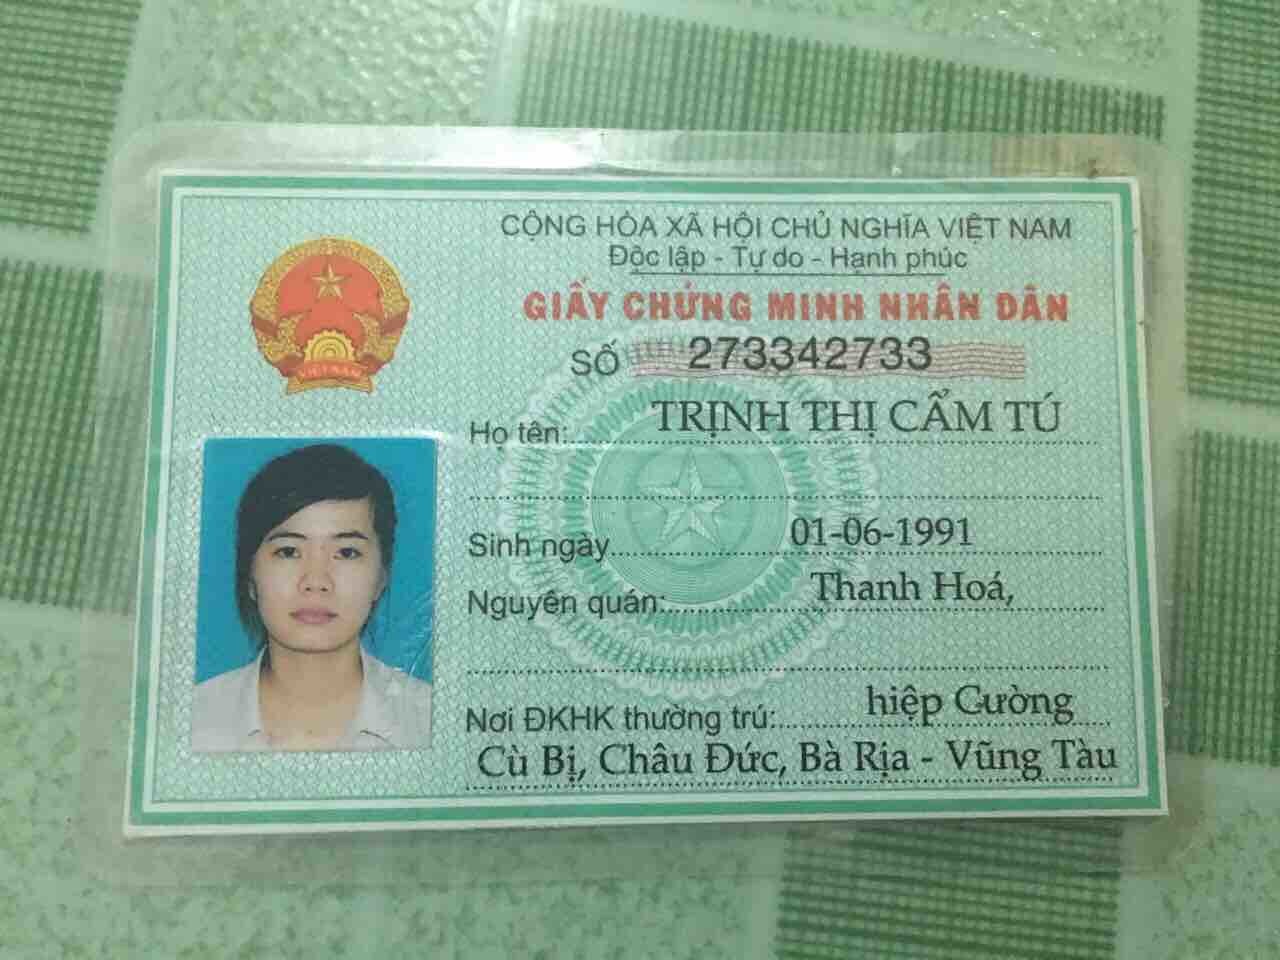 CỘNG HÒA XÃ HỘI CHỦ NGHĨA VIỆT NAM
Độc lập - Tự do - Hạnh phúc
GIẤY CHỨNG MINH NHÂN DÂN
SỐ 273342733
Họ tên: TRỊNH THỊ CẨM TÚ
Sinh ngày 01-06-1991
Nguyên quán: Thanh Hoá,
Nơi ĐKHK thường trú: hiệp Cường
Cù Bị, Châu Đức, Bà Rịa - Vũng Tàu
VIỆT NAM